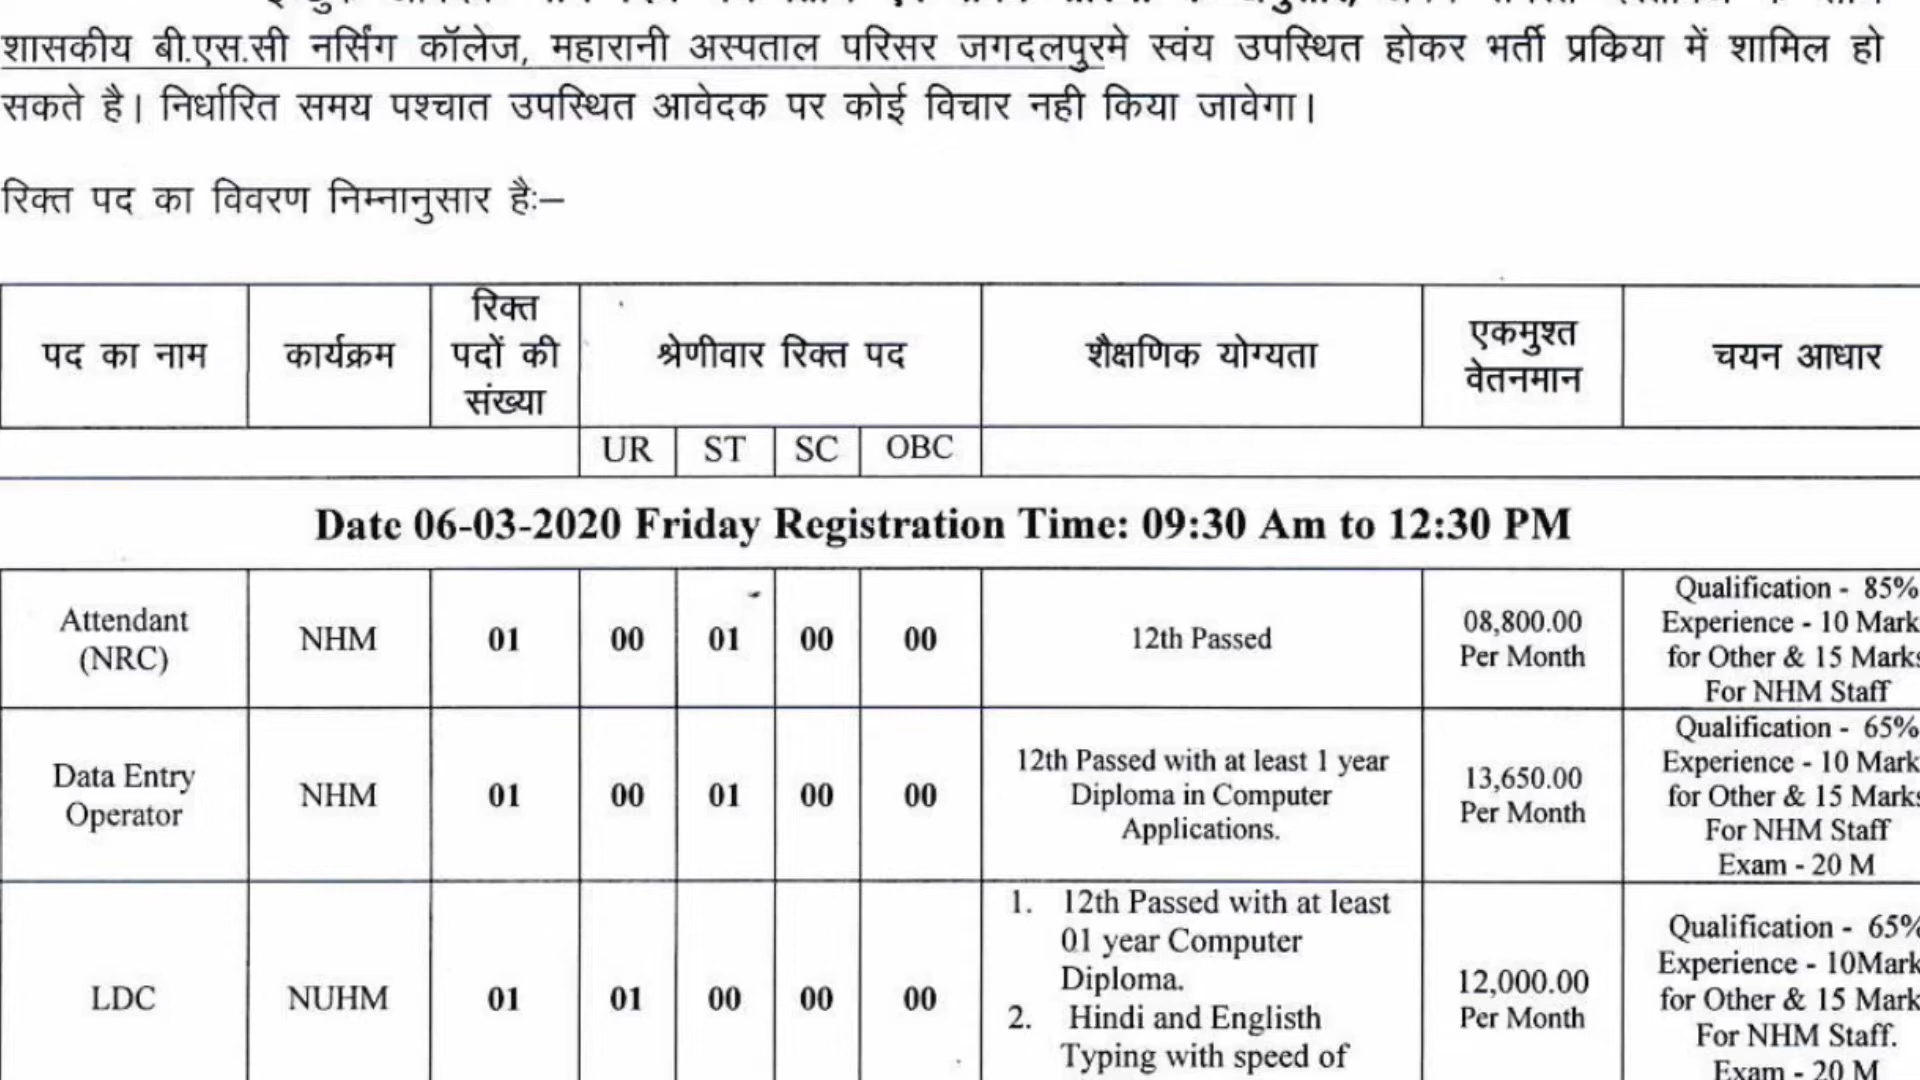 शासकीय बी.एस.सी नर्सिंग कॉलेज, महारानी अस्पताल परिसर जगदलपुरमे स्वंय उपस्थित होकर भर्ती प्रकिया में शामिल हो
सकते है। निर्धारित समय पश्चात उपस्थित आवेदक पर कोई विचार नही किया जावेगा।
रिक्त पद का विवरण निम्नानुसार हैः–
पद का नाम
कार्यक्रम
रिक्त
पदों की
संख्या
श्रेणीवार रिक्त पद
शैक्षणिक योग्यता
एकमुश्त
वेतनमान
चयन आधार
UR ST SC OBC
Date 06-03-2020 Friday Registration Time: 09:30 Am to 12:30 PM
Attendant
(NRC)
NHM
01
00
01
00
00
12th Passed
08,800.00
Per Month
Qualification - 85%
Experience - 10 Mark
for Other & 15 Marks
For NHM Staff
Data Entry
Operator
NHM
01
00
01
00
00
12th Passed with at least 1 year
Diploma in Computer
Applications.
13,650.00
Per Month
Qualification - 65%
Experience - 10 Mark
for Other & 15 Marks
For NHM Staff
Exam - 20 M
LDC
NUHM
01
01
00
00
00
1. 12th Passed with at least
01 year Computer
Diploma.
2. Hindi and Englisth
Typing with speed of
12,000.00
Per Month
Qualification - 65%
Experience - 10Mark
for Other & 15 Mark
For NHM Staff.
Exam - 20 M